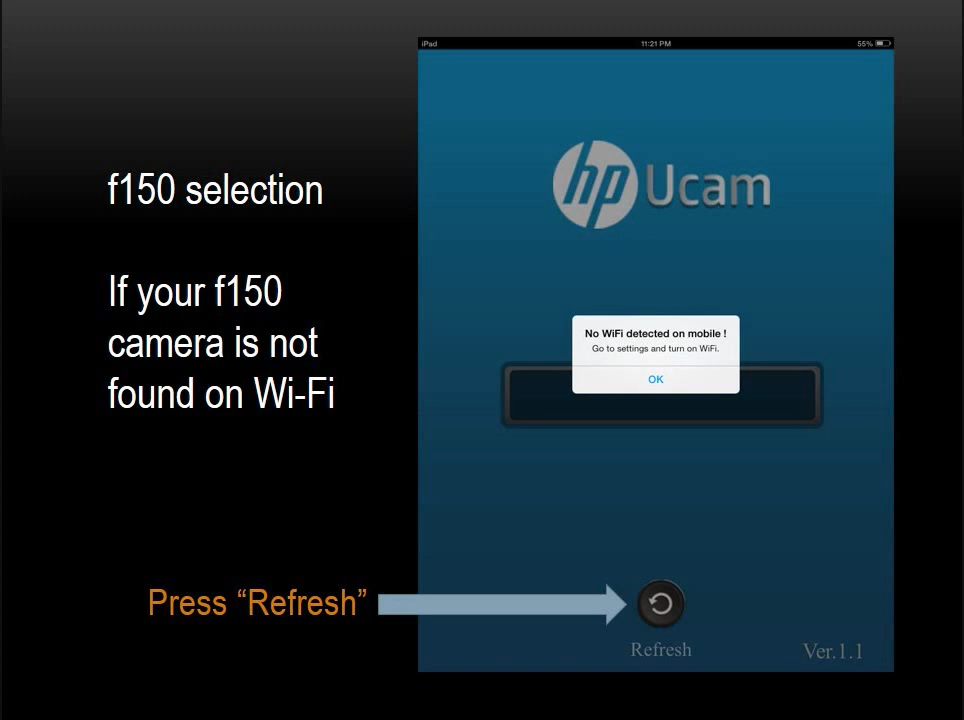 iPad 11:21 PM 55%
hp Ucam
f150 selection
If your f150
camera is not
found on Wi-Fi
No WiFi detected on mobile !
Go to settings and turn on WiFi.
OK
Press “Refresh”
Refresh
Ver.1.1